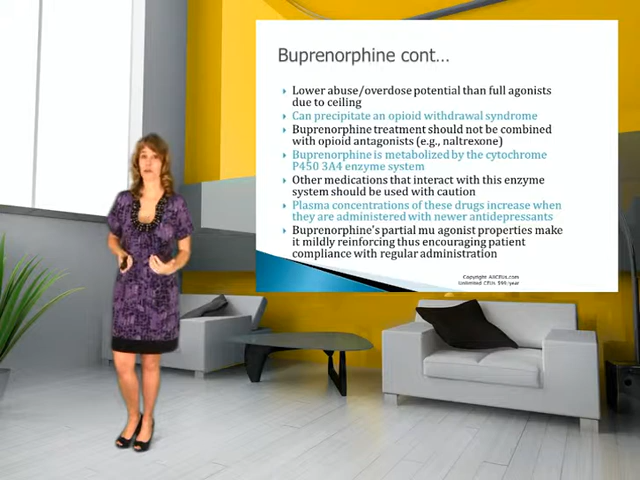 Buprenorphine cont...
Lower abuse/overdose potential than full agonists
due to ceiling
Can precipitate an opioid withdrawal syndrome
Buprenorphine treatment should not be combined
with opioid antagonists (e.g., naltrexone)
Buprenorphine is metabolized by the cytochrome
P450 3A4 enzyme system
Other medications that interact with this enzyme
system should be used with caution
Plasma concentrations of these drugs increase when
they are administered with newer antidepressants
Buprenorphine's partial mu agonist properties make
it mildly reinforcing thus encouraging patient
compliance with regular administration
Copyright AllCEUs.com
Unlimited CEUs $99/year